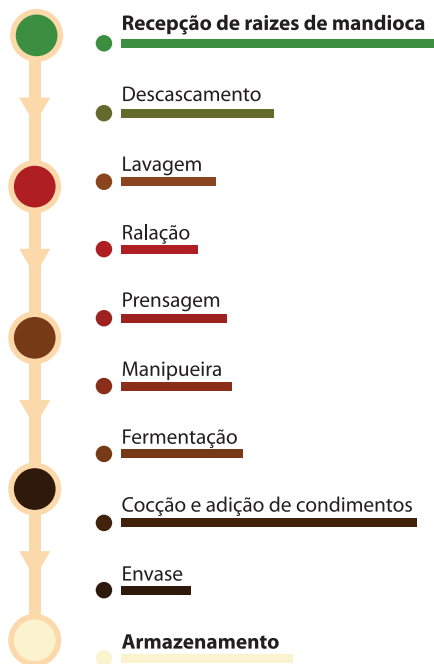 Recepção de raizes de mandioca
Descascamento
Lavagem
Ralação
Prensagem
Manipueira
Fermentação
Cocção e adição de condimentos
Envase
Armazenamento